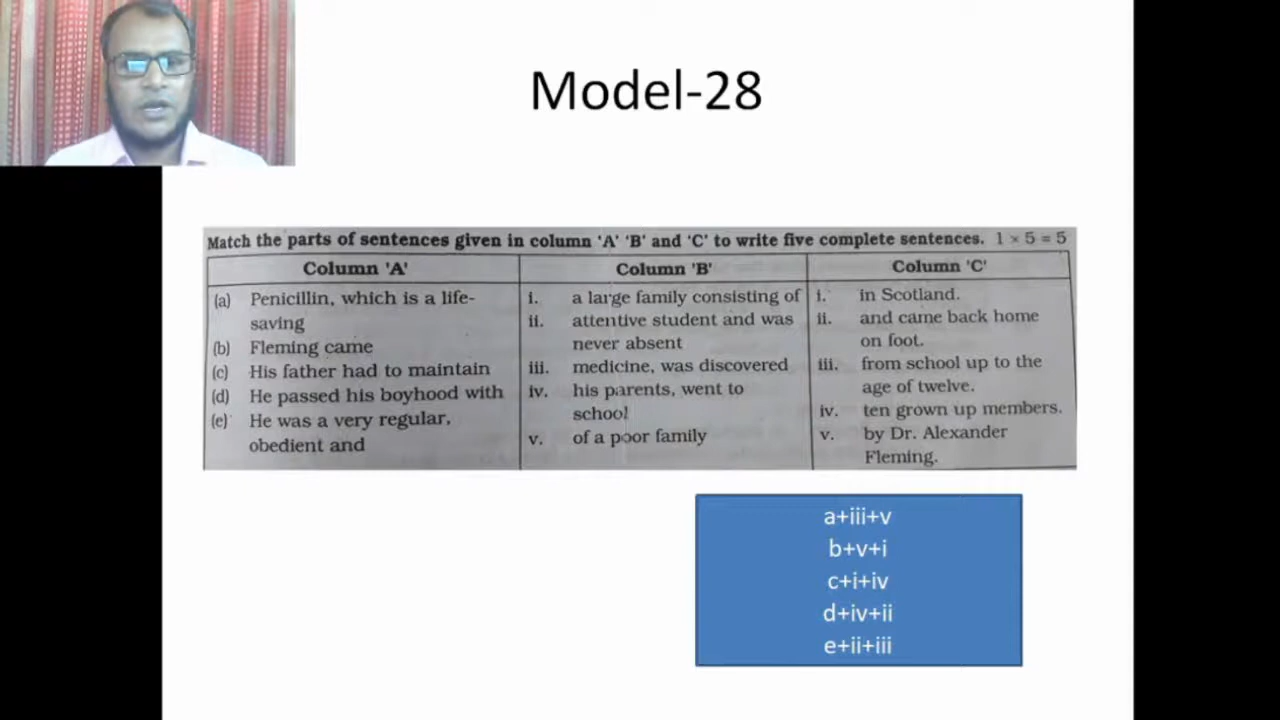 Model-28
Match the parts of sentences given in column 'A' 'B' and 'C' to write five complete sentences. 1 × 5 = 5
Column 'A'
(a) Penicillin, which is a life-
saving
(b) Fleming came
(c) His father had to maintain
(d) He passed his boyhood with
(e) He was a very regular,
obedient and
Column 'B'
i. a large family consisting of
ii. attentive student and was
never absent
iii. medicine, was discovered
iv. his parents, went to
school
v. of a poor family
Column 'C'
i. in Scotland.
ii. and came back home
on foot.
iii. from school up to the
age of twelve.
iv. ten grown up members.
v. by Dr. Alexander
Fleming.
a+iii+v
b+v+i
c+i+iv
d+iv+ii
e+ii+iii